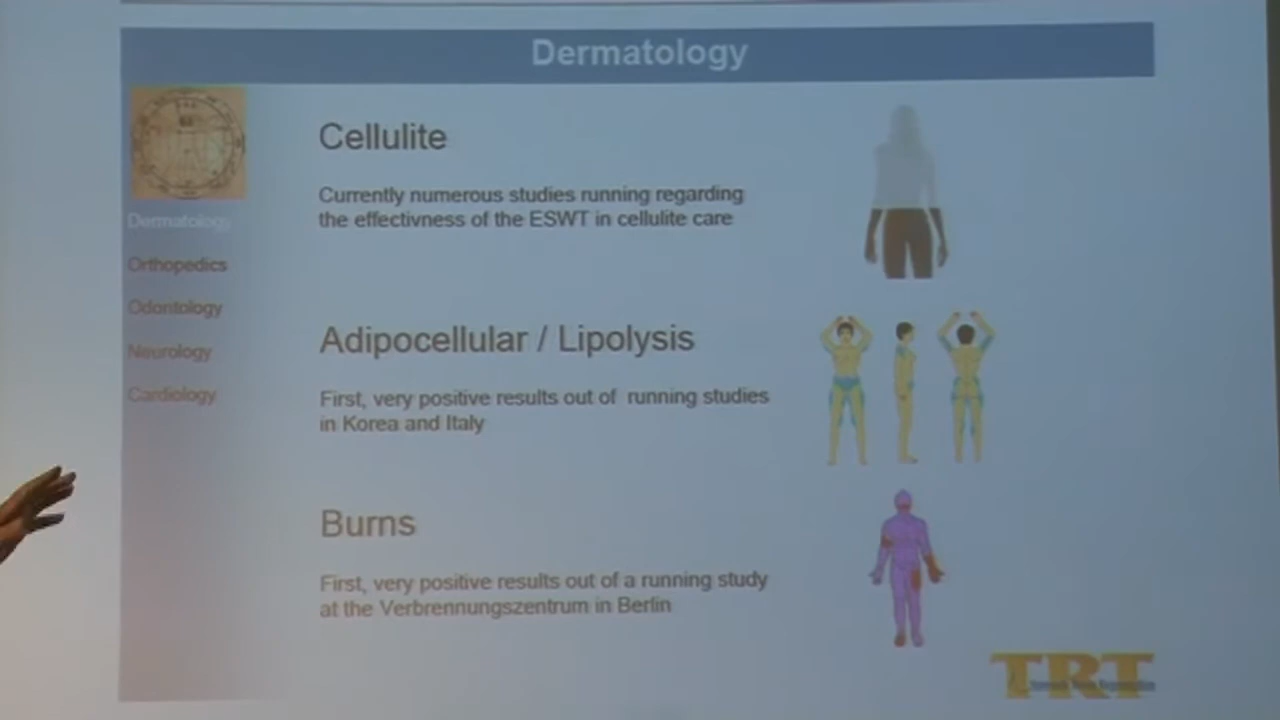 Dermatology
Dermatology
Orthopedics
Odontology
Neurology
Cardiology
Cellulite
Currently numerous studies running regarding
the effectivness of the ESWT in cellulite care
Adipocellular / Lipolysis
First, very positive results out of running studies
in Korea and Italy
Burns
First, very positive results out of a running study
at the Verbrennungszentrum in Berlin
TRT